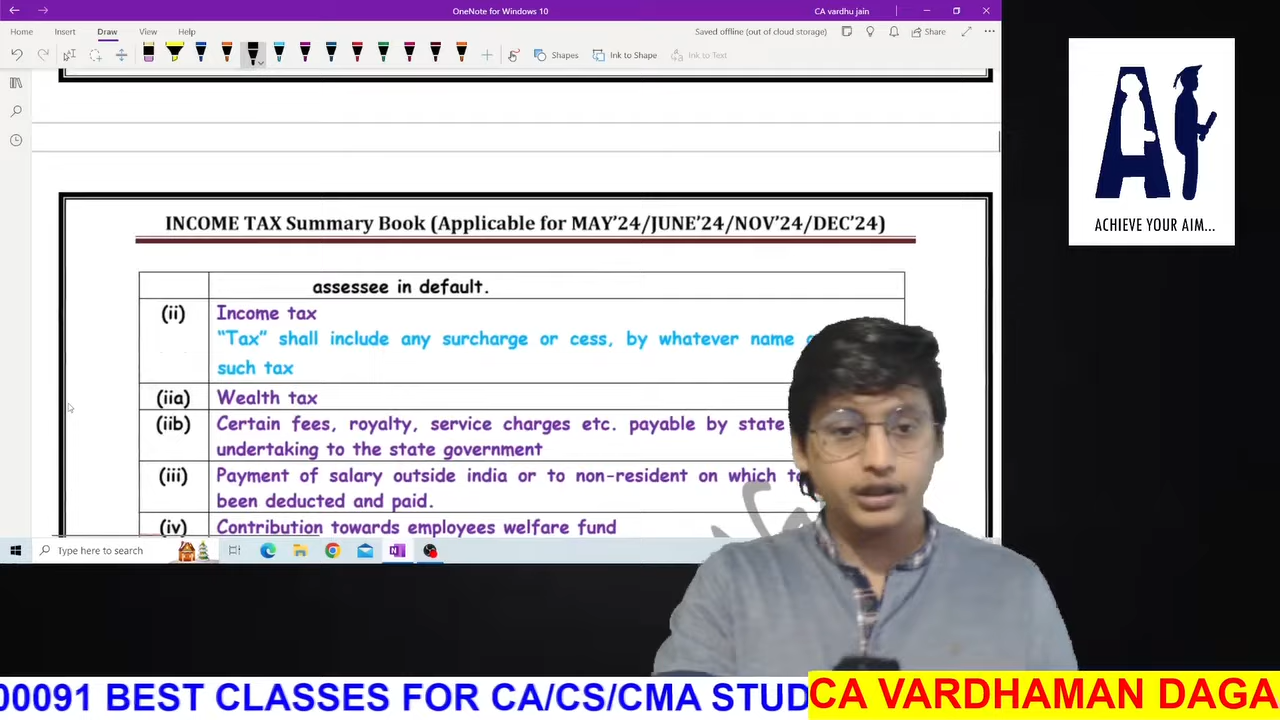 OneNote for Windows 10
CA vardhu jain
Home Insert Draw View Help
Saved offline (out of cloud storage)
Share
Shapes
Ink to Shape
Ink to Text
INCOME TAX Summary Book (Applicable for MAY'24/JUNE'24/NOV'24/DEC'24)
assessee in default.
(ii) Income tax
“Tax” shall include any surcharge or cess, by whatever name
such tax
(iia) Wealth tax
(iib) Certain fees, royalty, service charges etc. payable by state
undertaking to the state government
(iii) Payment of salary outside india or to non-resident on which
been deducted and paid.
(iv) Contribution towards employees welfare fund
Type here to search
AI
ACHIEVE YOUR AIM...
00091 BEST CLASSES FOR CA/CS/CMA STUD
CA VARDHAMAN DAGA